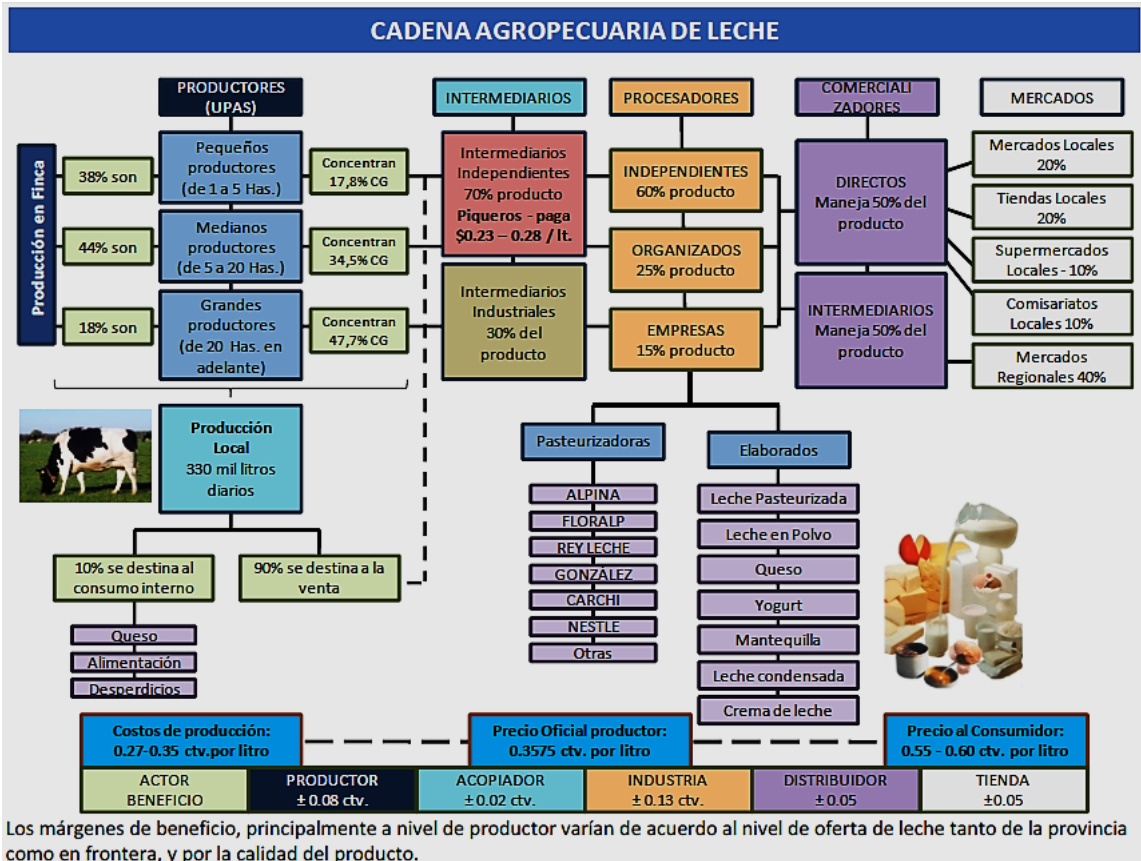 CADENA AGROPECUARIA DE LECHE
PRODUCTORES
(UPAS)
INTERMEDIARIOS
PROCESADORES
COMERCIALI
ZADORES
MERCADOS
Producción en Finca
38% son
Pequeños
productores
(de 1 a 5 Has.)
Concentran
17,8% CG
44% son
Medianos
productores
(de 5 a 20 Has.)
Concentran
34,5% CG
18% son
Grandes
productores
(de 20 Has. en
adelante)
Concentran
47,7% CG
Intermediarios
Independientes
70% producto
Piqueros - paga
$0.23 – 0.28 / lt.
Intermediarios
Industriales
30% del
producto
INDEPENDIENTES
60% producto
ORGANIZADOS
25% producto
EMPRESAS
15% producto
DIRECTOS
Maneja 50% del
producto
INTERMEDIARIOS
Maneja 50% del
producto
Mercados Locales
20%
Tiendas Locales
20%
Supermercados
Locales - 10%
Comisariatos
Locales 10%
Mercados
Regionales 40%
Producción
Local
330 mil litros
diarios
10% se destina al
consumo interno
90% se destina a la
venta
Queso
Alimentación
Desperdicios
Pasteurizadoras
ALPINA
FLORALP
REY LECHE
GONZÁLEZ
CARCHI
NESTLE
Otras
Elaborados
Leche Pasteurizada
Leche en Polvo
Queso
Yogurt
Mantequilla
Leche condensada
Crema de leche
Costos de producción:
0.27-0.35 ctv.por litro
Precio Oficial productor:
0.3575 ctv. por litro
Precio al Consumidor:
0.55 - 0.60 ctv. por litro
ACTOR
BENEFICIO
PRODUCTOR
± 0.08 ctv.
ACOPIADOR
± 0.02 ctv.
INDUSTRIA
± 0.13 ctv.
DISTRIBUIDOR
± 0.05
TIENDA
±0.05
Los márgenes de beneficio, principalmente a nivel de productor varían de acuerdo al nivel de oferta de leche tanto de la provincia
como en frontera, y por la calidad del producto.